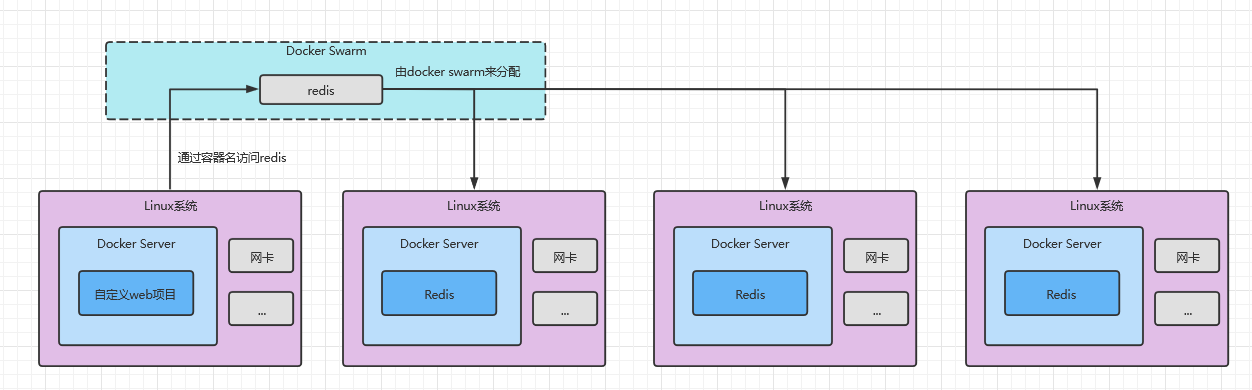 Docker Swarm
由docker swarm来分配
redis
通过容器名访问redis
Linux系统
Docker Server
网卡
自定义web项目
...
Linux系统
Docker Server
网卡
Redis
...
Linux系统
Docker Server
网卡
Redis
...
Linux系统
Docker Server
网卡
Redis
...